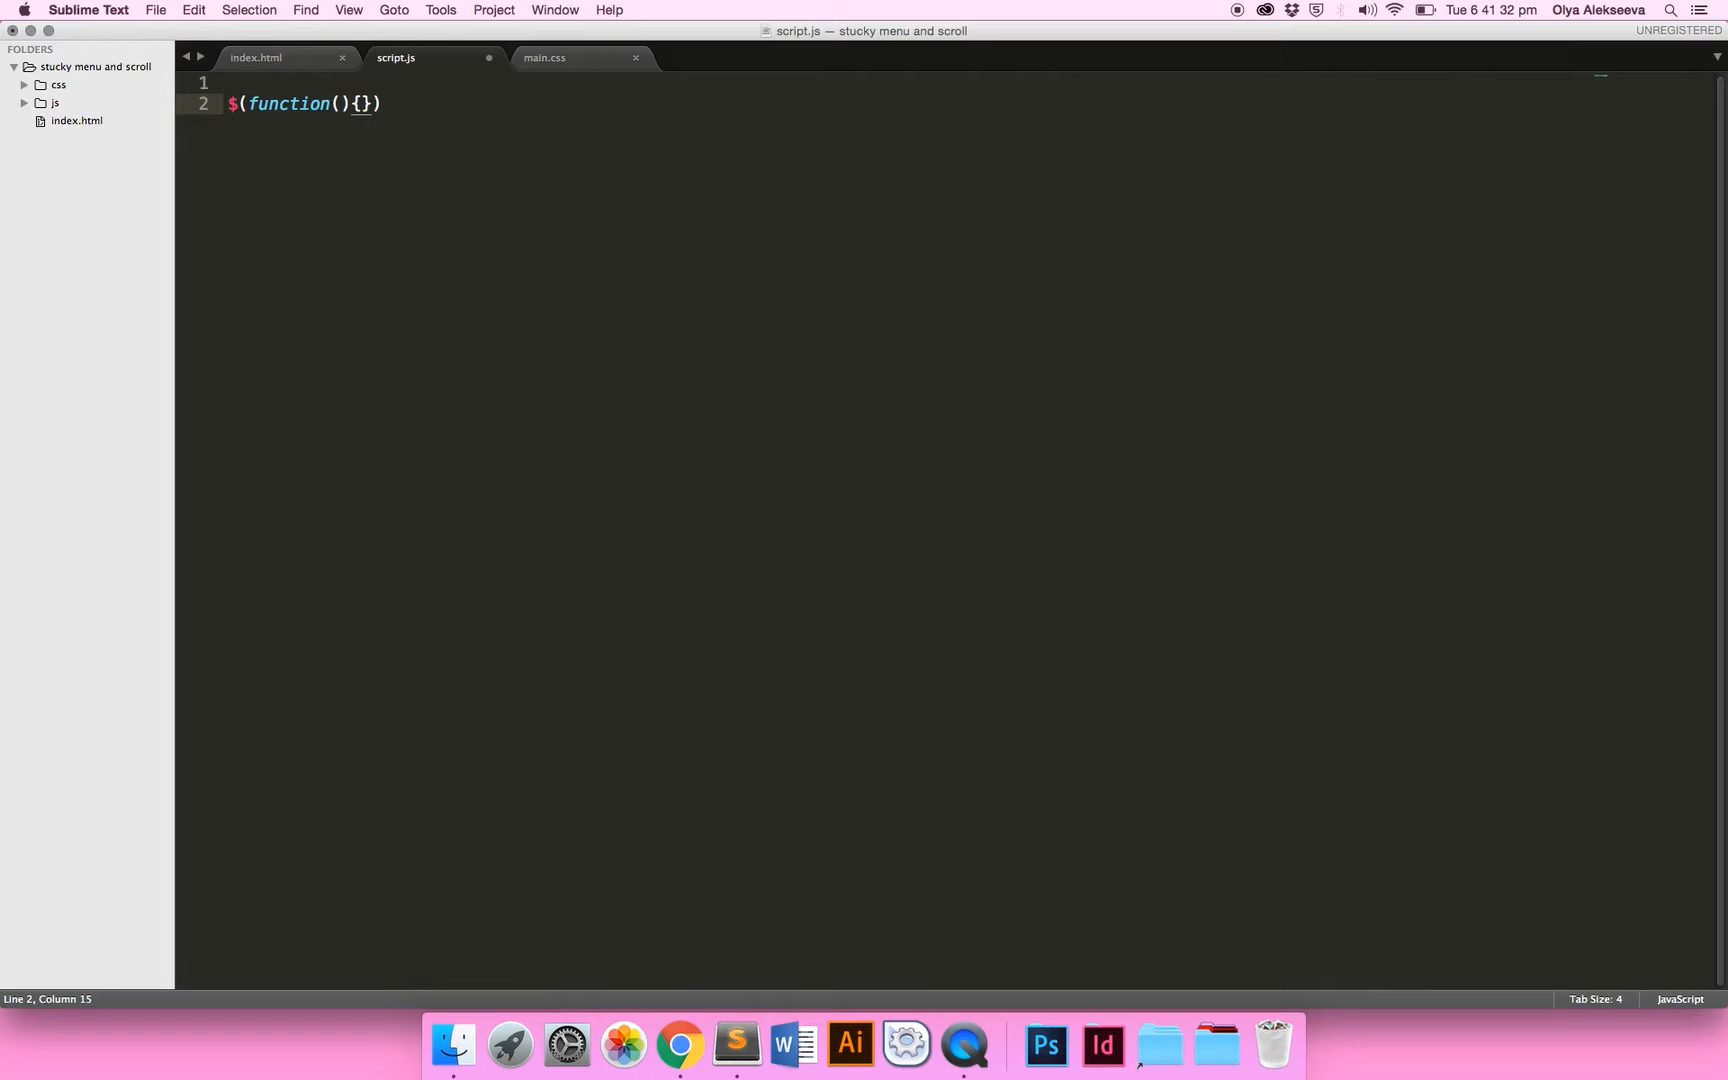 Sublime Text File Edit Selection Find View Goto Tools Project Window Help Tue 6 41 32 pm Olya Alekseeva
script.js — stucky menu and scroll UNREGISTERED
FOLDERS
stucky menu and scroll
css
js
index.html
index.html × script.js main.css ×
1
2 $(function(){})
Line 2, Column 15 Tab Size: 4 JavaScript
S W Ai Ps Id